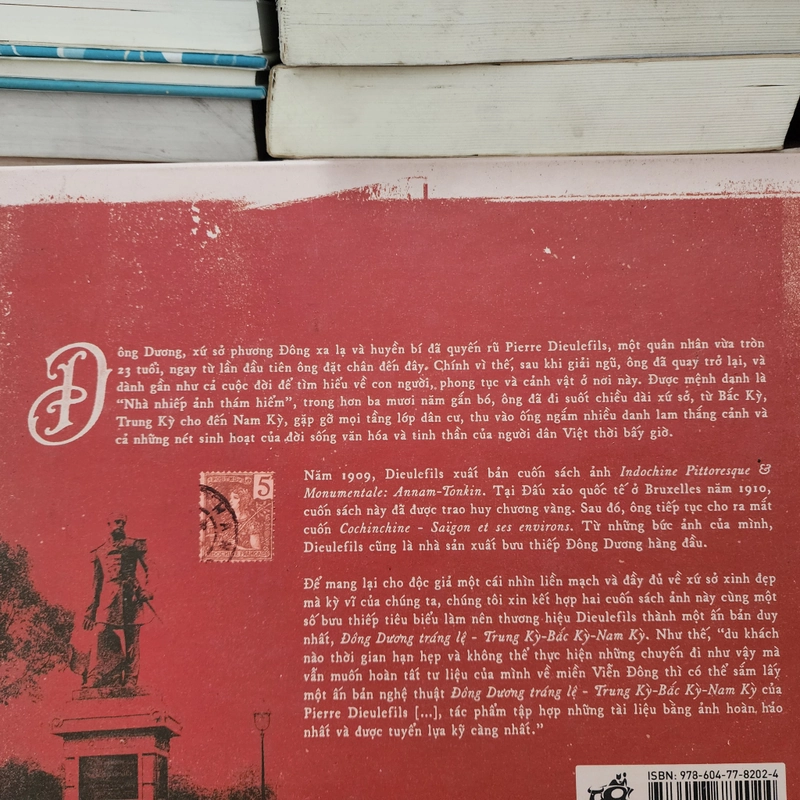 Đông Dương, xứ sở phương Đông xa lạ và huyền bí đã quyến rũ Pierre Dieulefils, một quân nhân vừa tròn
23 tuổi, ngay từ lần đầu tiên ông đặt chân đến đây. Chính vì thế, sau khi giải ngũ, ông đã quay trở lại, và
dành gần như cả cuộc đời để tìm hiểu về con người, phong tục và cảnh vật ở nơi này. Được mệnh danh là
“Nhà nhiếp ảnh thám hiểm”, trong hơn ba mươi năm gắn bó, ông đã đi suốt chiều dài xứ sở, từ Bắc Kỳ,
Trung Kỳ cho đến Nam Kỳ, gặp gỡ mọi tầng lớp dân cư, thu vào ống ngắm nhiều danh lam thắng cảnh và
cả những nét sinh hoạt của đời sống văn hóa và tinh thần của người dân Việt thời bấy giờ.
Năm 1909, Dieulefils xuất bản cuốn sách ảnh Indochine Pittoresque &
Monumentale: Annam-Tonkin. Tại Đấu xảo quốc tế ở Bruxelles năm 1910,
cuốn sách này đã được trao huy chương vàng. Sau đó, ông tiếp tục cho ra mắt
cuốn Cochinchine - Saïgon et ses environs. Từ những bức ảnh của mình,
Dieulefils cũng là nhà sản xuất bưu thiếp Đông Dương hàng đầu.
5
Để mang lại cho độc giả một cái nhìn liền mạch và đầy đủ về xứ sở xinh đẹp
mà kỳ vĩ của chúng ta, chúng tôi xin kết hợp hai cuốn sách ảnh này cùng một
số bưu thiếp tiêu biểu làm nên thương hiệu Dieulefils thành một ấn bản duy
nhất, Đông Dương tráng lệ - Trung Kỳ-Bắc Kỳ-Nam Kỳ. Như thế, “du khách
nào thời gian hạn hẹp và không thể thực hiện những chuyến đi như vậy mà
vẫn muốn hoàn tất tư liệu của mình về miền Viễn Đông thì có thể sắm lấy
một ấn bản nghệ thuật Đông Dương tráng lệ - Trung Kỳ-Bắc Kỳ-Nam Kỳ của
Pierre Dieulefils [...], tác phẩm tập hợp những tài liệu bằng ảnh hoàn hảo
nhất và được tuyển lựa kỹ càng nhất.”
ISBN: 978-604-77-8202-4